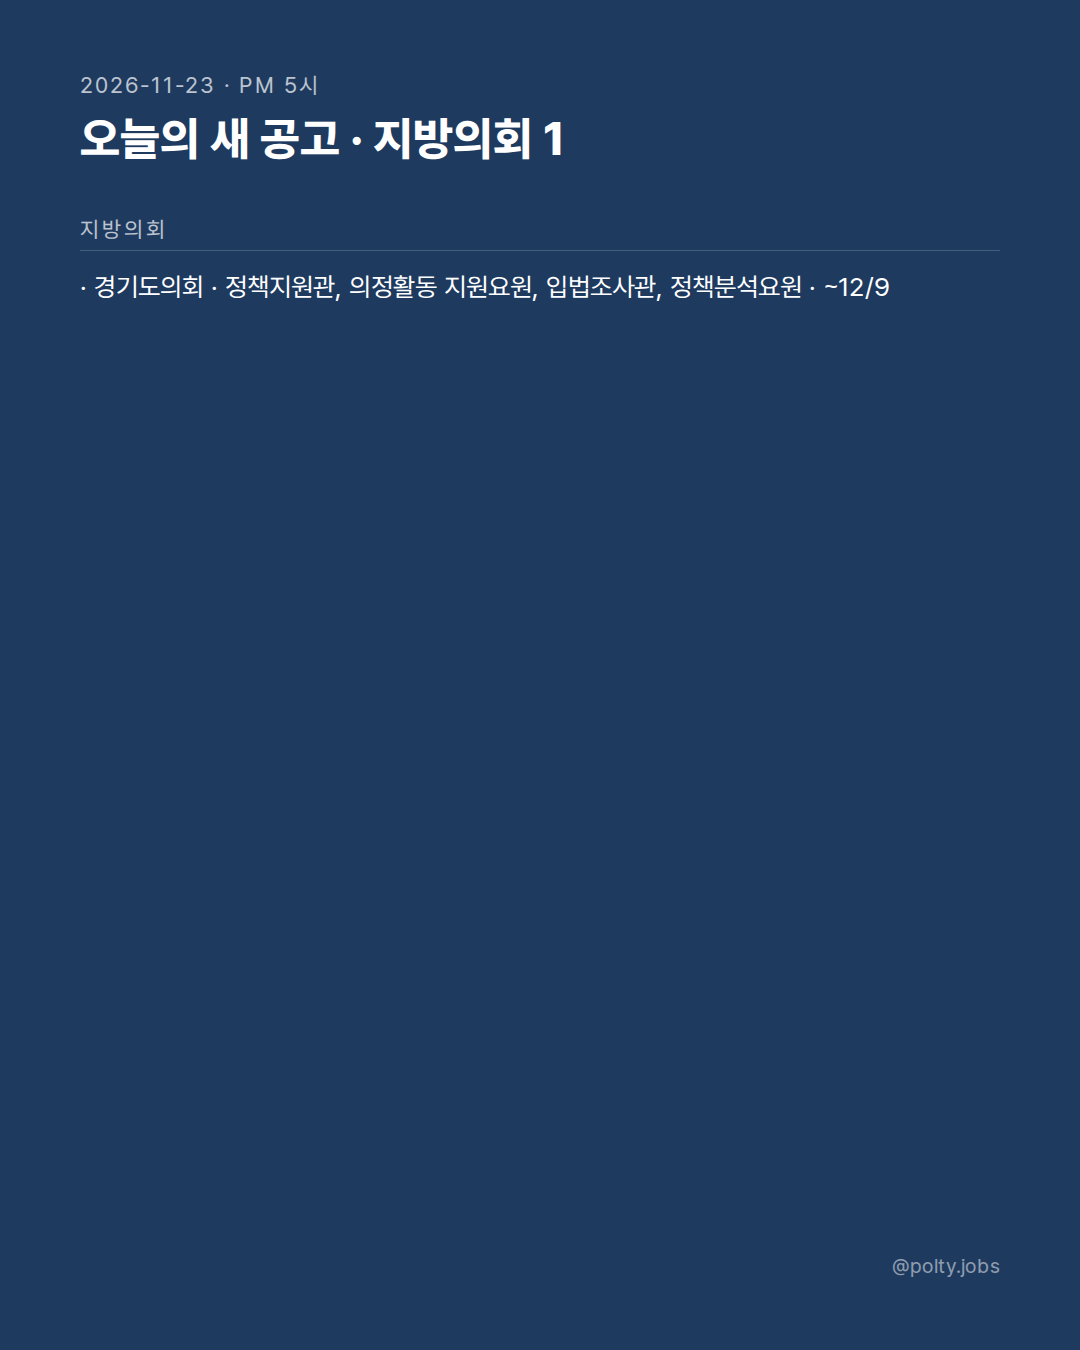 2026-11-23 · PM 5시
오늘의 새 공고 · 지방의회 1
지방의회
· 경기도의회 · 정책지원관, 의정활동 지원요원, 입법조사관, 정책분석요원 · ~12/9
@polty.jobs